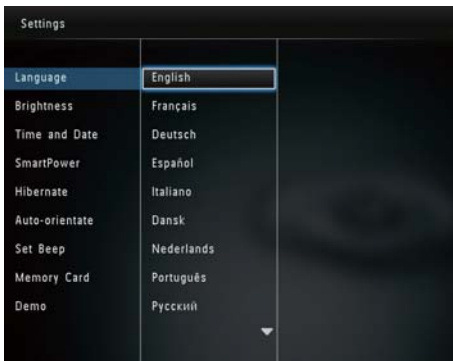 Settings
Language
Brightness
Time and Date
SmartPower
Hibernate
Auto-orientate
Set Beep
Memory Card
Demo
English
Français
Deutsch
Español
Italiano
Dansk
Nederlands
Português
Русский